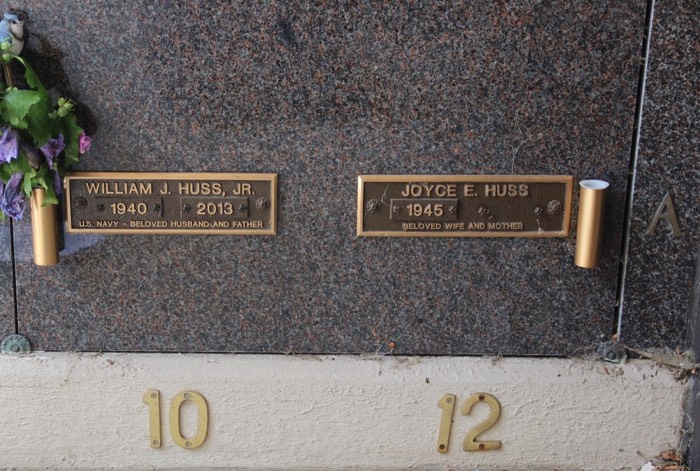 WILLIAM J. HUSS, JR.
1940 2013
U.S. NAVY - BELOVED HUSBAND AND FATHER
JOYCE E. HUSS
1945
BELOVED WIFE AND MOTHER
A
10
12